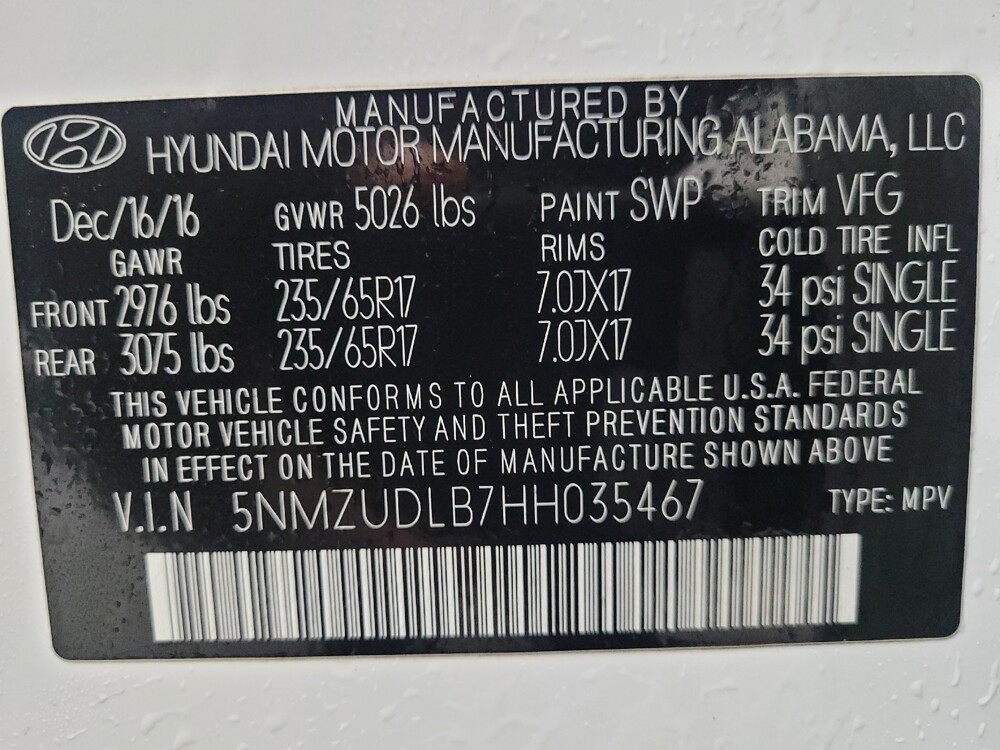 MANUFACTURED BY
HYUNDAI MOTOR MANUFACTURING ALABAMA, LLC
Dec/16/16 GVWR 5026 lbs PAINT SWP TRIM VFG
GAWR TIRES RIMS COLD TIRE INFL
FRONT 2976 lbs 235/65R17 7.0JX17 34 psi SINGLE
REAR 3075 lbs 235/65R17 7.0JX17 34 psi SINGLE
THIS VEHICLE CONFORMS TO ALL APPLICABLE U.S.A. FEDERAL
MOTOR VEHICLE SAFETY AND THEFT PREVENTION STANDARDS
IN EFFECT ON THE DATE OF MANUFACTURE SHOWN ABOVE
V.I.N 5NMZUDLB7HH035467 TYPE: MPV